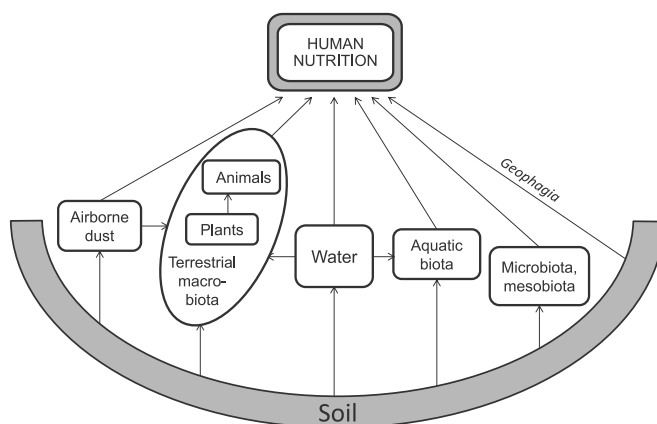 HUMAN
NUTRITION
Geophagia
Animals
Airborne
dust
Plants
Terrestrial
macro-
biota
Water
Aquatic
biota
Microbiota,
mesobiota
Soil